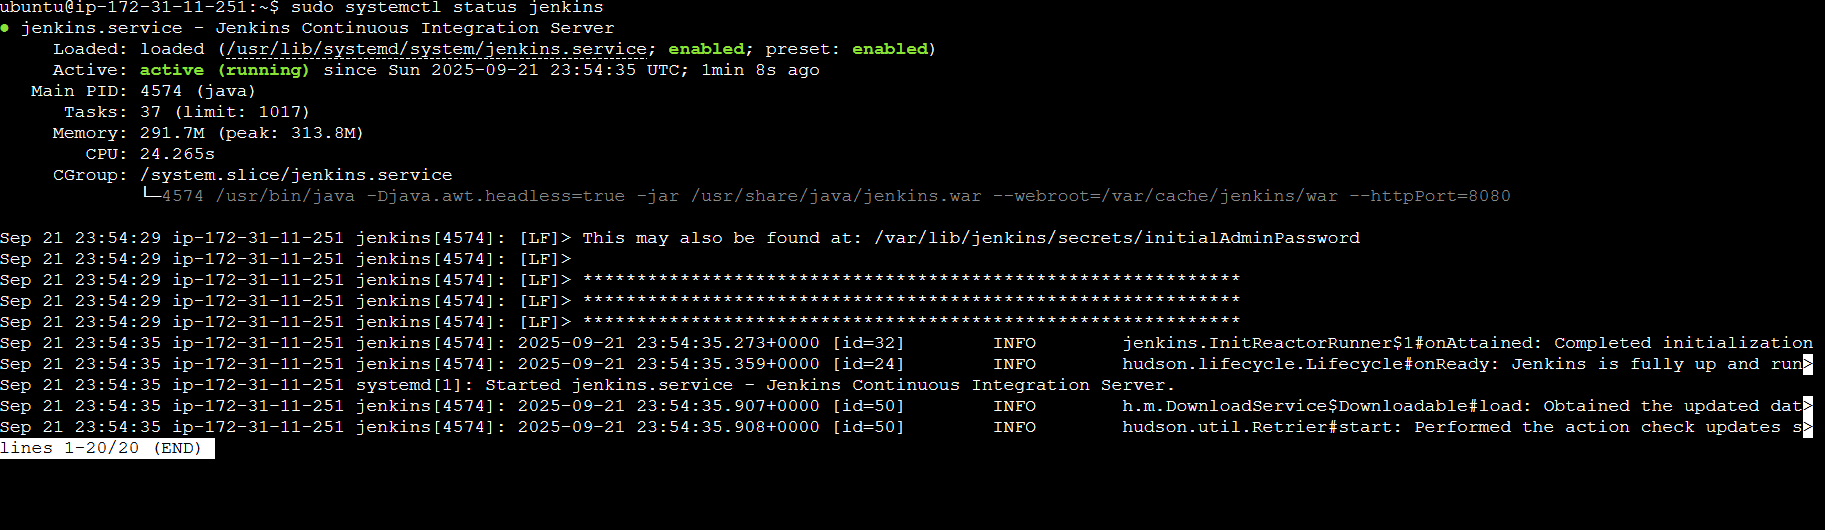 ubuntu@ip-172-31-11-251:~$ sudo systemctl status jenkins
● jenkins.service - Jenkins Continuous Integration Server
     Loaded: loaded (/usr/lib/systemd/system/jenkins.service; enabled; preset: enabled)
     Active: active (running) since Sun 2025-09-21 23:54:35 UTC; 1min 8s ago
   Main PID: 4574 (java)
      Tasks: 37 (limit: 1017)
     Memory: 291.7M (peak: 313.8M)
        CPU: 24.265s
     CGroup: /system.slice/jenkins.service
             └─4574 /usr/bin/java -Djava.awt.headless=true -jar /usr/share/java/jenkins.war --webroot=/var/cache/jenkins/war --httpPort=8080
Sep 21 23:54:29 ip-172-31-11-251 jenkins[4574]: [LF]> This may also be found at: /var/lib/jenkins/secrets/initialAdminPassword
Sep 21 23:54:29 ip-172-31-11-251 jenkins[4574]: [LF]>
Sep 21 23:54:29 ip-172-31-11-251 jenkins[4574]: [LF]> *************************************************************
Sep 21 23:54:29 ip-172-31-11-251 jenkins[4574]: [LF]> *************************************************************
Sep 21 23:54:29 ip-172-31-11-251 jenkins[4574]: [LF]> *************************************************************
Sep 21 23:54:35 ip-172-31-11-251 jenkins[4574]: 2025-09-21 23:54:35.273+0000 [id=32]        INFO        jenkins.InitReactorRunner$1#onAttained: Completed initialization
Sep 21 23:54:35 ip-172-31-11-251 jenkins[4574]: 2025-09-21 23:54:35.359+0000 [id=24]        INFO        hudson.lifecycle.Lifecycle#onReady: Jenkins is fully up and run>
Sep 21 23:54:35 ip-172-31-11-251 systemd[1]: Started jenkins.service - Jenkins Continuous Integration Server.
Sep 21 23:54:35 ip-172-31-11-251 jenkins[4574]: 2025-09-21 23:54:35.907+0000 [id=50]        INFO        h.m.DownloadService$Downloadable#load: Obtained the updated dat>
Sep 21 23:54:35 ip-172-31-11-251 jenkins[4574]: 2025-09-21 23:54:35.908+0000 [id=50]        INFO        hudson.util.Retrier#start: Performed the action check updates s>
lines 1-20/20 (END)